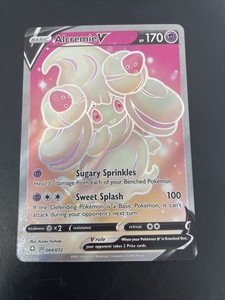 BASIC Alcremie V HP 170
Sugary Sprinkles
Heal 30 damage from each of your Benched Pokémon.
Sweet Splash 100
If the Defending Pokémon is a Basic Pokémon, it can't
attack during your opponent's next turn.
weakness ×2 resistance retreat
V rule
When your Pokémon V is Knocked Out,
your opponent takes 2 Prize cards.
064/072